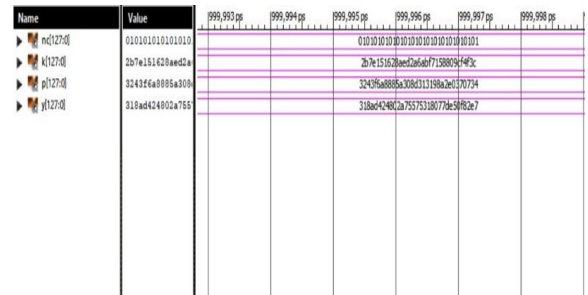 Name Value 999,993 ps 999,994 ps 999,995 ps 999,996 ps 999,997 ps 999,998 ps
nc[127:0] 010101010101010: 01010101010101010101010101010101
k[127:0] 2b7e151628aed2a 2b7e151628aed2a6abf7158809cf4f3c
p[127:0] 3243f6a8885a308 3243f6a8885a308d313198a2e0370734
y[127:0] 318ad424802a755 318ad424802a75575318077de50f82e7